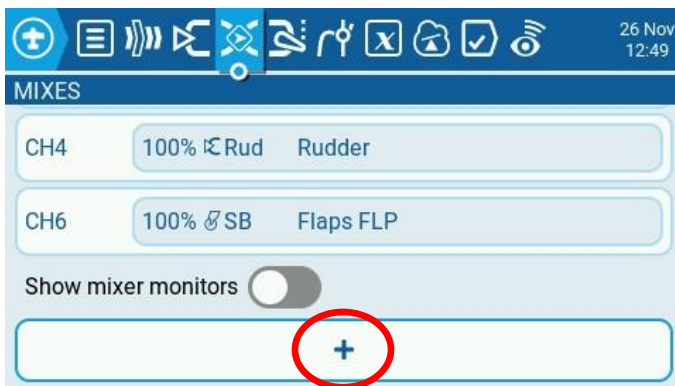 26 Nov
12:49
MIXES
CH4 100% Rud Rudder
CH6 100% SB Flaps FLP
Show mixer monitors
+